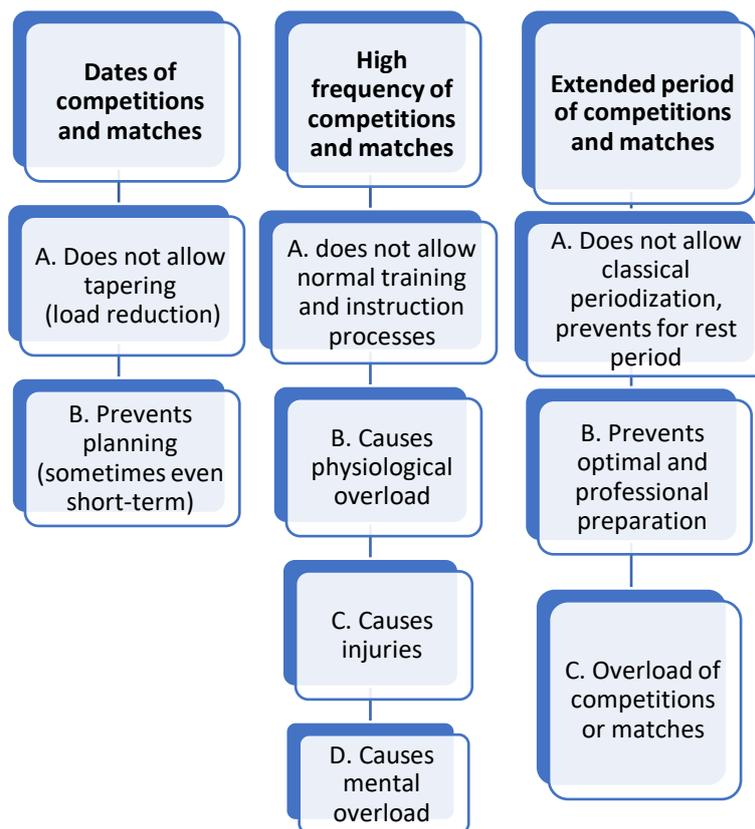 Dates of
competitions
and matches
A. Does not allow
tapering
(load reduction)
B. Prevents
planning
(sometimes even
short-term)
High
frequency of
competitions
and matches
A. does not allow
normal training
and instruction
processes
B. Causes
physiological
overload
C. Causes
injuries
D. Causes
mental
overload
Extended period
of competitions
and matches
A. Does not allow
classical
periodization,
prevents for rest
period
B. Prevents
optimal and
professional
preparation
C. Overload of
competitions
or matches